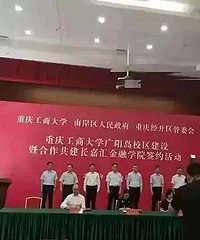 重庆工商大学 南岸区人民政府 重庆经开区管委会
重庆工商大学广阳岛校区建设
暨合作共建长嘉汇金融学院签约活动